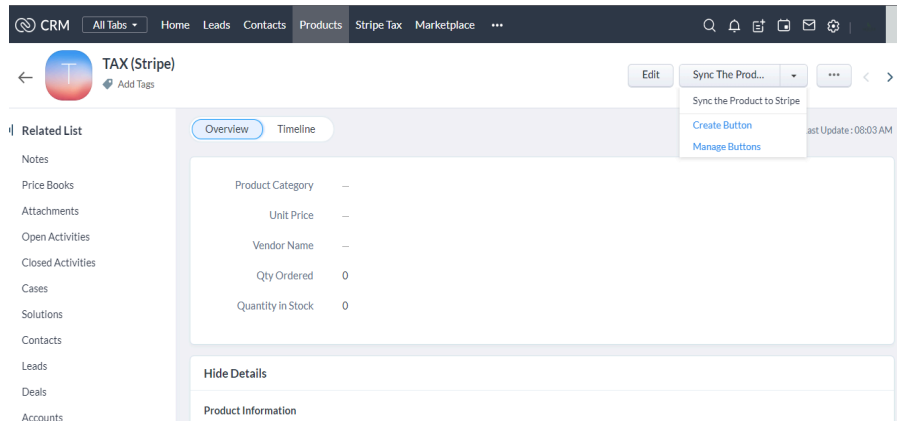 CRM All Tabs Home Leads Contacts Products Stripe Tax Marketplace •••
T
TAX (Stripe)
Add Tags
Edit Sync The Prod... •••
Sync the Product to Stripe
Create Button
Manage Buttons
Related List
Overview Timeline
ast Update : 08:03 AM
Notes
Price Books
Attachments
Open Activities
Closed Activities
Cases
Solutions
Contacts
Leads
Deals
Accounts
Product Category —
Unit Price —
Vendor Name —
Qty Ordered 0
Quantity in Stock 0
Hide Details
Product Information